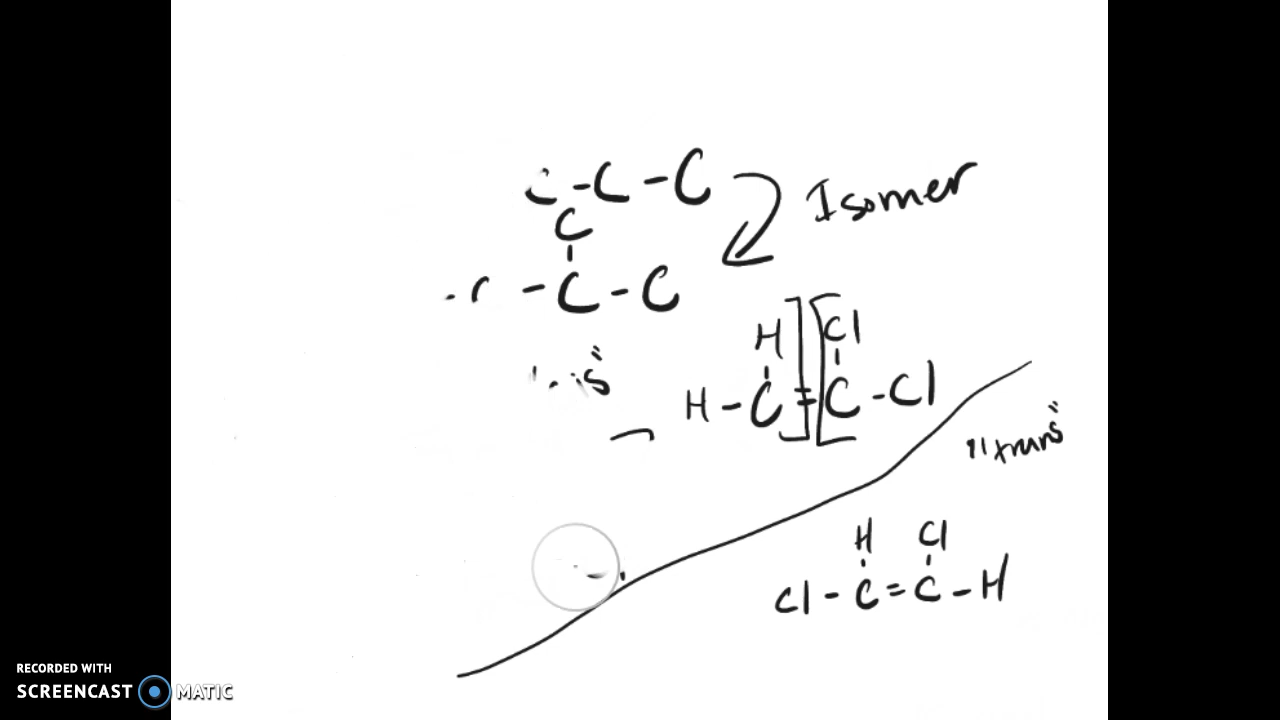 C-C-C
Isomer
C
-C-C
H Cl
H-C=C-Cl
"trans"
H Cl
Cl-C=C-H
RECORDED WITH
SCREENCAST MATIC